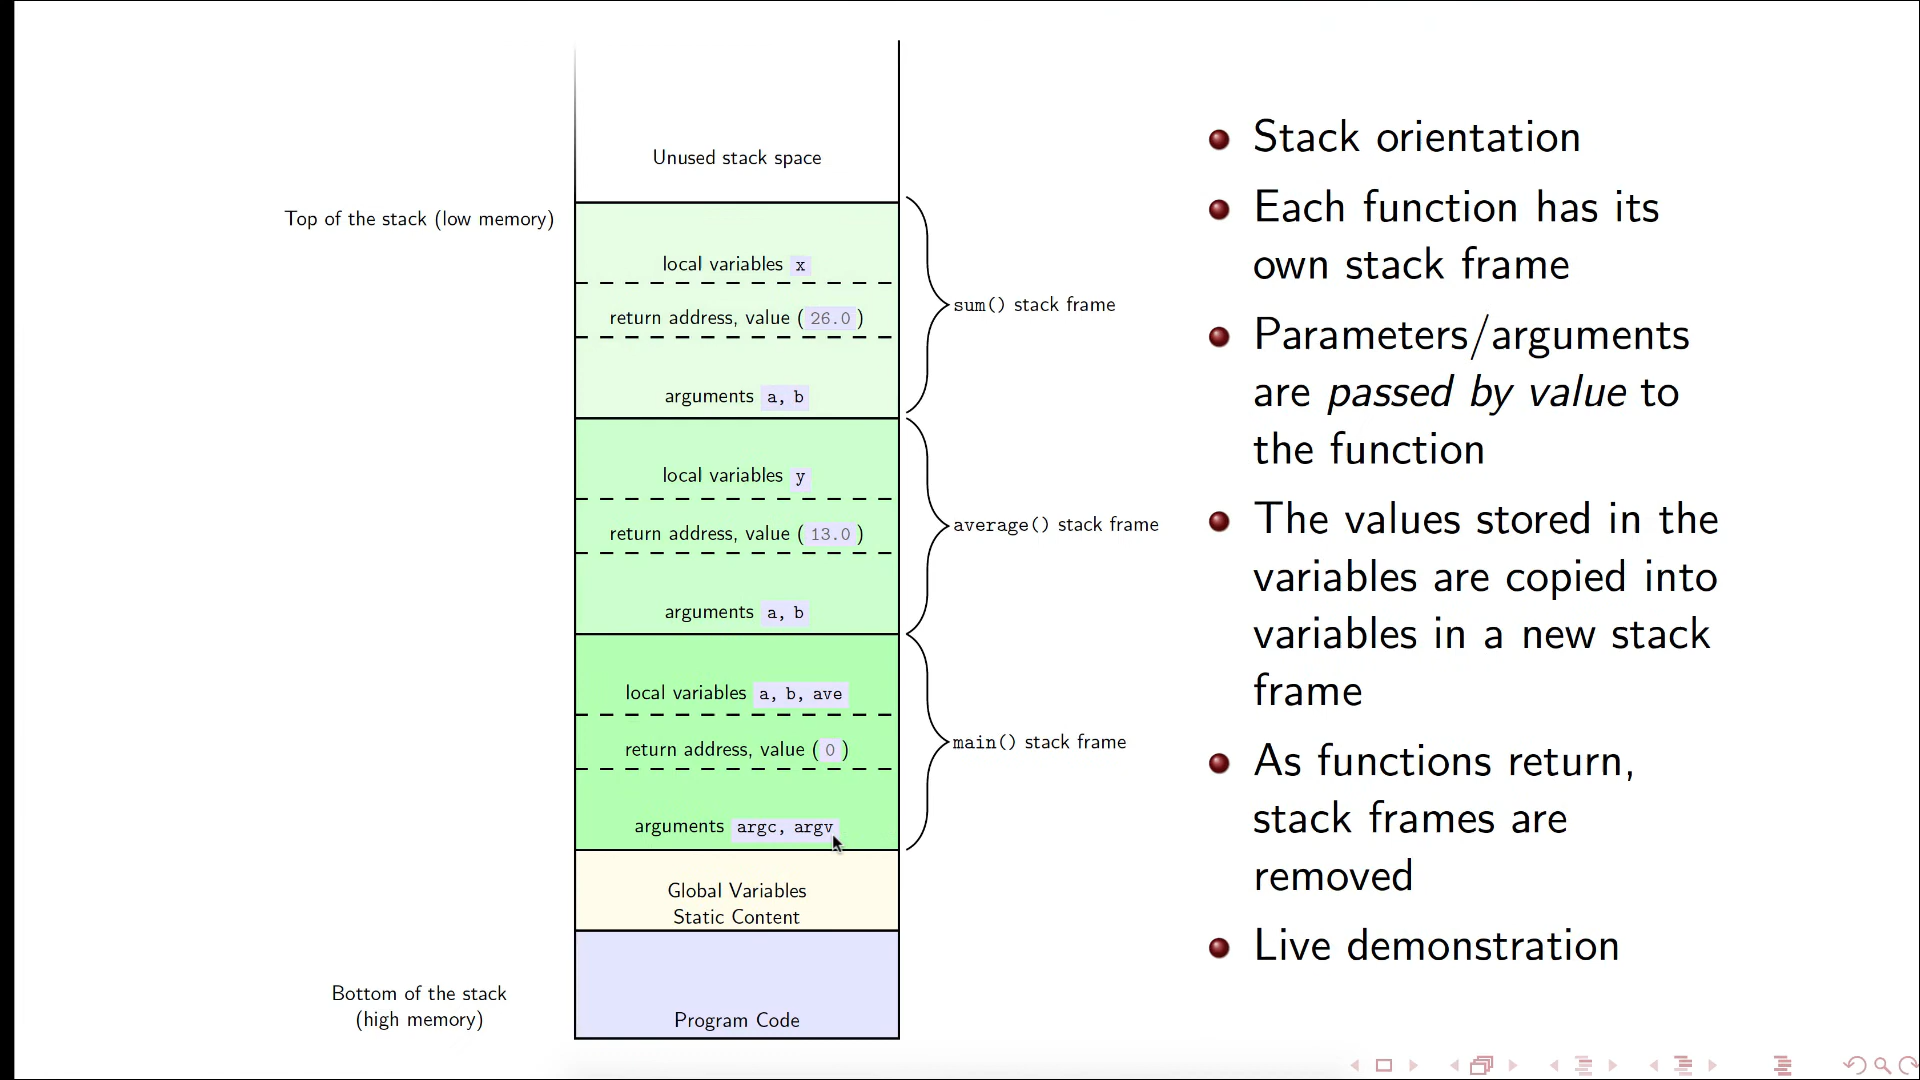 Unused stack space
Top of the stack (low memory)
local variables x
return address, value ( 26.0 )
arguments a, b
sum() stack frame
local variables y
return address, value ( 13.0 )
arguments a, b
average() stack frame
local variables a, b, ave
return address, value ( 0 )
arguments argc, argv
main() stack frame
Global Variables
Static Content
Bottom of the stack
(high memory)
Program Code
Stack orientation
Each function has its
own stack frame
Parameters/arguments
are passed by value to
the function
The values stored in the
variables are copied into
variables in a new stack
frame
As functions return,
stack frames are
removed
Live demonstration